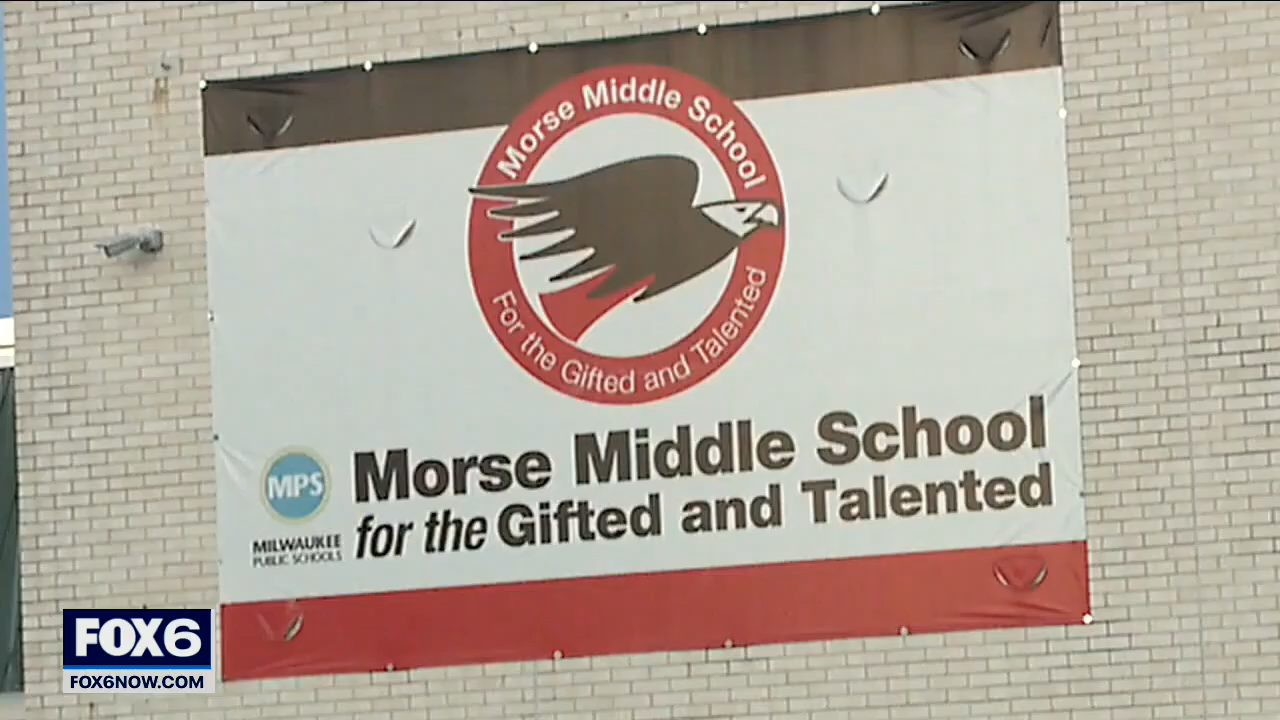 Morse Middle School
For the Gifted and Talented
Morse Middle School
for the Gifted and Talented
MPS
MILWAUKEE
PUBLIC SCHOOLS
FOX6
FOX6NOW.COM